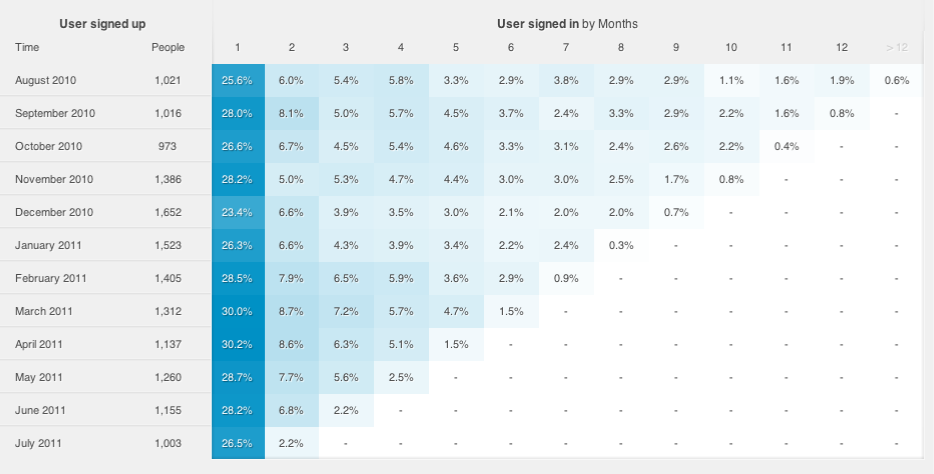 User signed up User signed in by Months
Time People 1 2 3 4 5 6 7 8 9 10 11 12 > 12
August 2010 1,021 25.6% 6.0% 5.4% 5.8% 3.3% 2.9% 3.8% 2.9% 2.9% 1.1% 1.6% 1.9% 0.6%
September 2010 1,016 28.0% 8.1% 5.0% 5.7% 4.5% 3.7% 2.4% 3.3% 2.9% 2.2% 1.6% 0.8% -
October 2010 973 26.6% 6.7% 4.5% 5.4% 4.6% 3.3% 3.1% 2.4% 2.6% 2.2% 0.4% - -
November 2010 1,386 28.2% 5.0% 5.3% 4.7% 4.4% 3.0% 3.0% 2.5% 1.7% 0.8% - - -
December 2010 1,652 23.4% 6.6% 3.9% 3.5% 3.0% 2.1% 2.0% 2.0% 0.7% - - - -
January 2011 1,523 26.3% 6.6% 4.3% 3.9% 3.4% 2.2% 2.4% 0.3% - - - - -
February 2011 1,405 28.5% 7.9% 6.5% 5.9% 3.6% 2.9% 0.9% - - - - - -
March 2011 1,312 30.0% 8.7% 7.2% 5.7% 4.7% 1.5% - - - - - - -
April 2011 1,137 30.2% 8.6% 6.3% 5.1% 1.5% - - - - - - - -
May 2011 1,260 28.7% 7.7% 5.6% 2.5% - - - - - - - - -
June 2011 1,155 28.2% 6.8% 2.2% - - - - - - - - - -
July 2011 1,003 26.5% 2.2% - - - - - - - - - - -